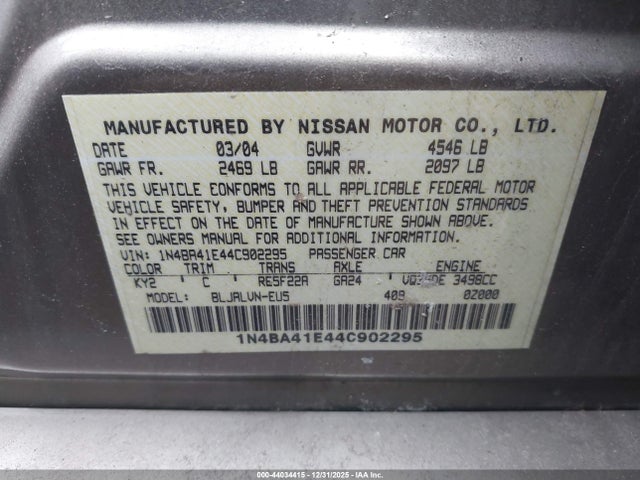 MANUFACTURED BY NISSAN MOTOR CO., LTD.
DATE 03/04 GVWR 4546 LB
GAWR FR. 2469 LB GAWR RR. 2097 LB
THIS VEHICLE CONFORMS TO ALL APPLICABLE FEDERAL MOTOR
VEHICLE SAFETY, BUMPER AND THEFT PREVENTION STANDARDS
IN EFFECT ON THE DATE OF MANUFACTURE SHOWN ABOVE.
SEE OWNERS MANUAL FOR ADDITIONAL INFORMATION
VIN: 1N4BA41E44C902295 PASSENGER CAR
COLOR TRIM TRANS AXLE ENGINE
KY2 C RE5F22A GA24 3498CC
MODEL: BLJALVN-EU5 409 0Z000
1N4BA41E44C902295
000-44034415 - 12/31/2025 - IAA Inc.